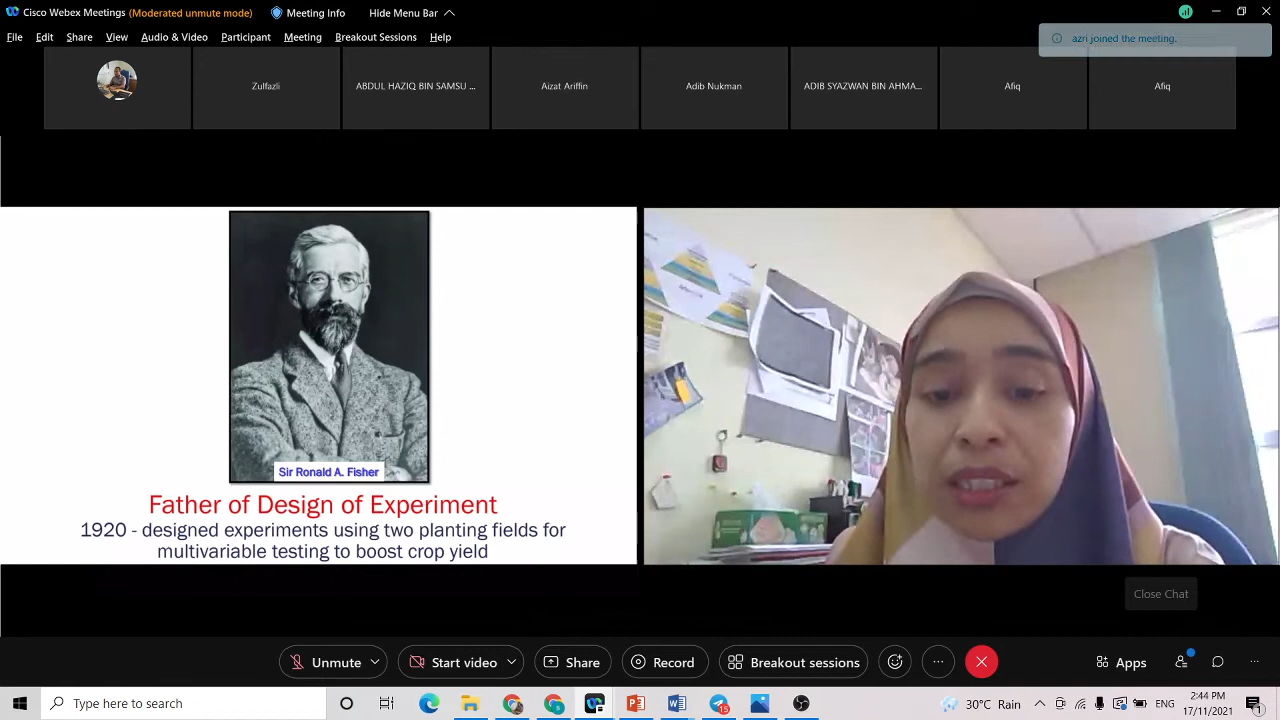 Cisco Webex Meetings (Moderated unmute mode) Meeting Info Hide Menu Bar
File Edit Share View Audio & Video Participant Meeting Breakout Sessions Help
azri joined the meeting.
Zulfazli ABDUL HAZIQ BIN SAMSU ... Aizat Ariffin Adib Nukman ADIB SYAZWAN BIN AHMA... Afiq Afiq
Sir Ronald A. Fisher
Father of Design of Experiment
1920 - designed experiments using two planting fields for
multivariable testing to boost crop yield
Close Chat
Unmute Start video Share Record Breakout sessions Apps
Type here to search
15
30°C Rain
2:44 PM
17/11/2021
1